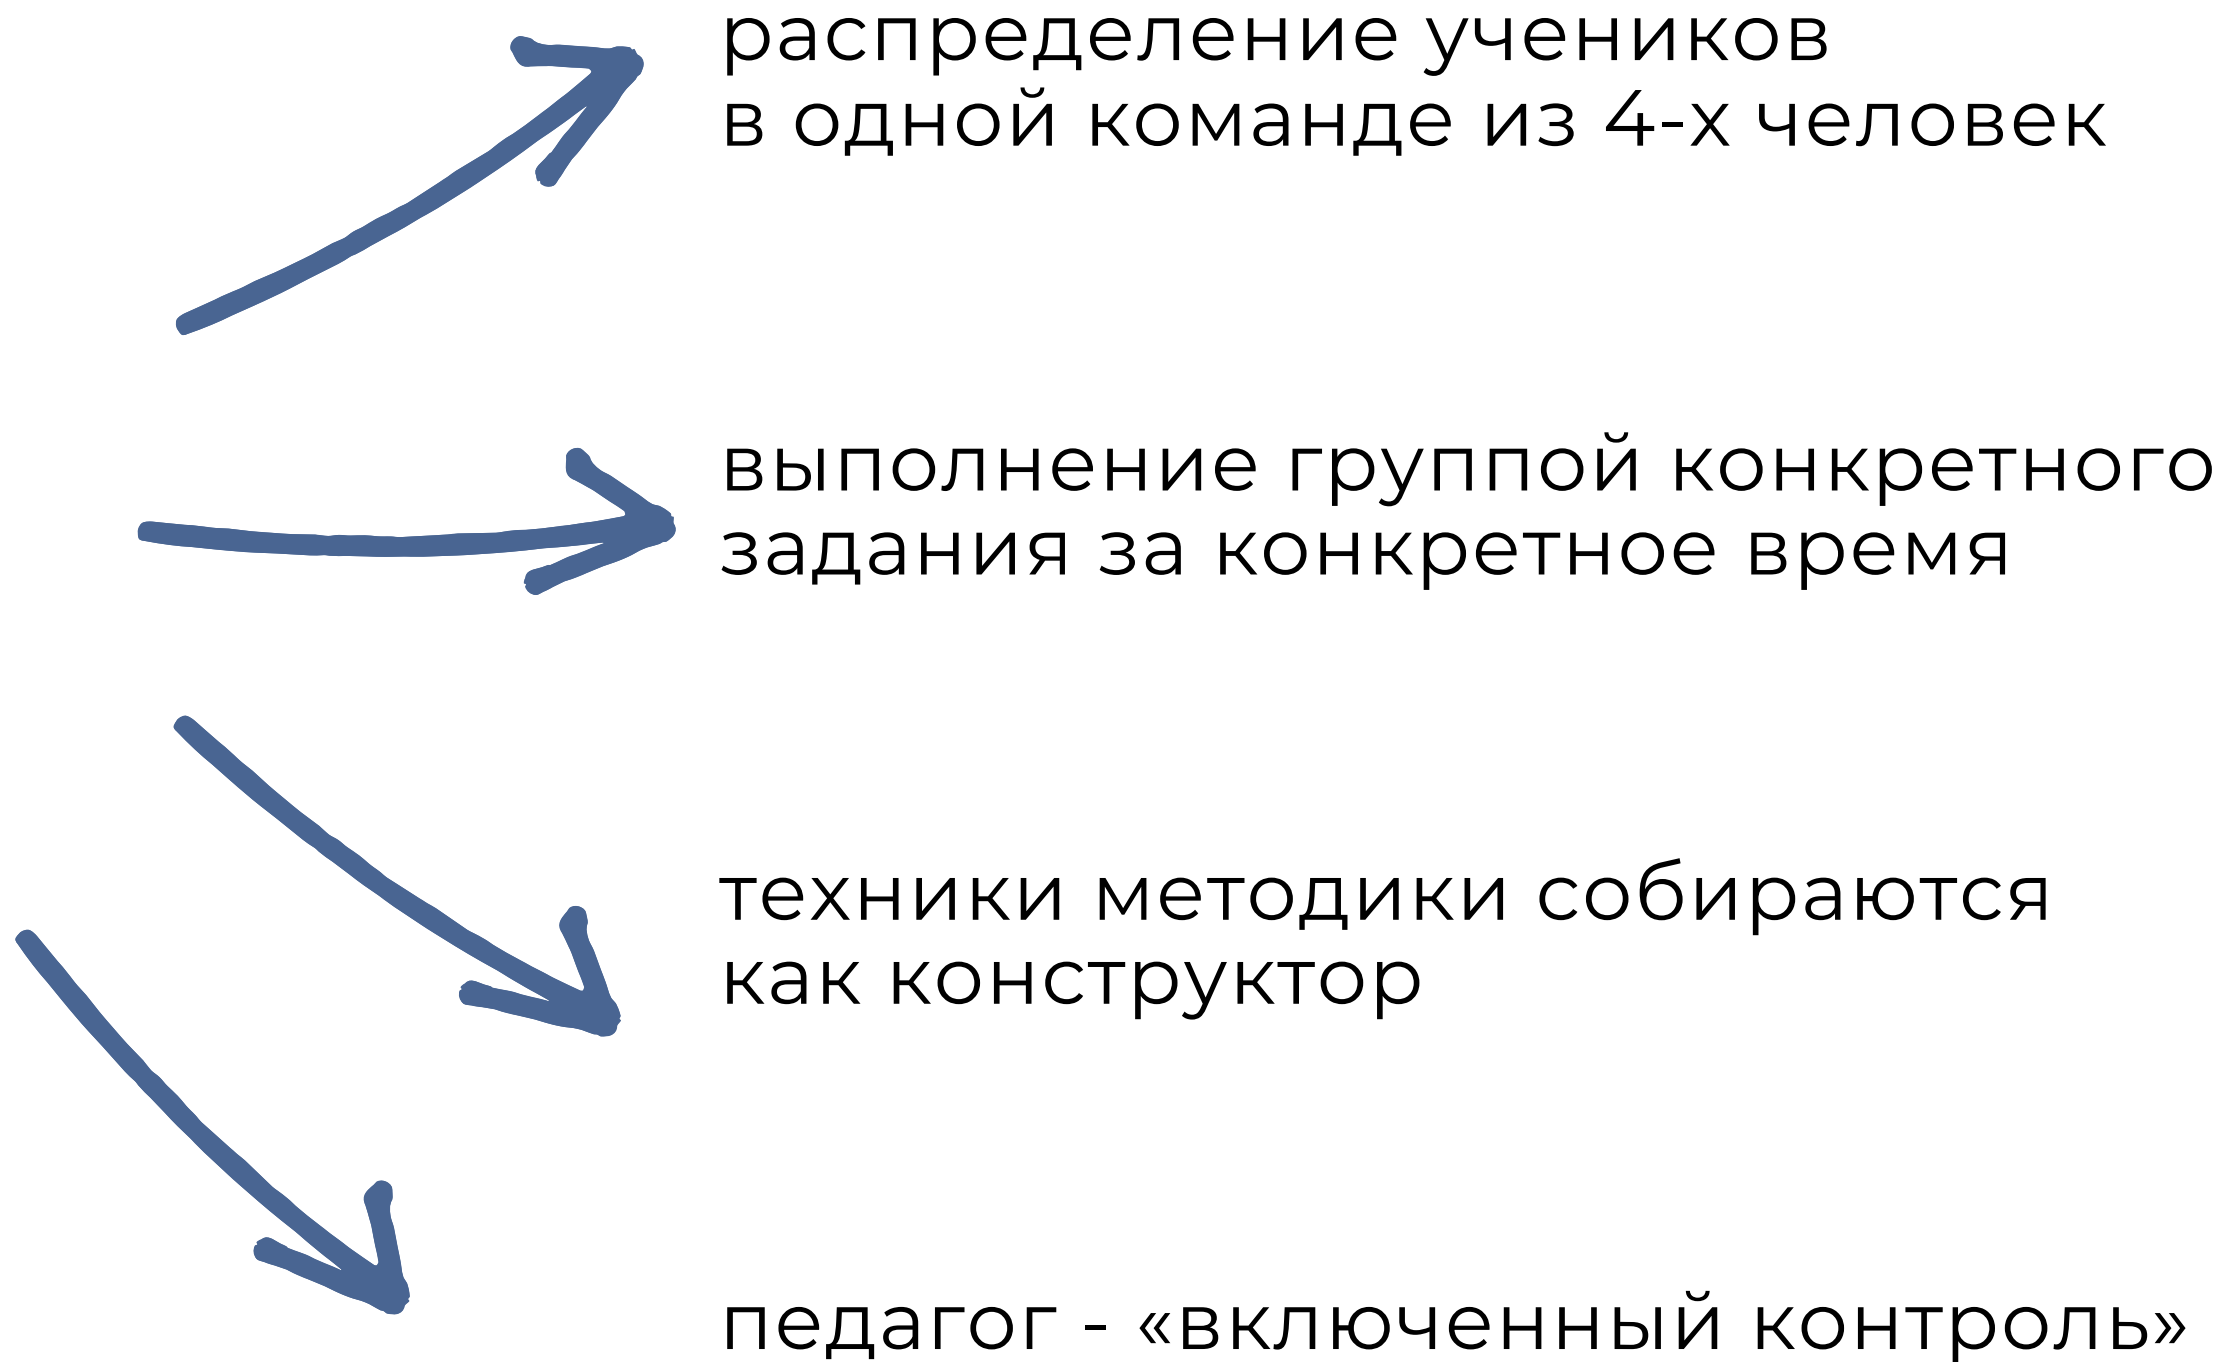 распределение учеников
в одной команде из 4-х человек
выполнение группой конкретного
задания за конкретное время
техники методики собираются
как конструктор
педагог - «включенный контроль»